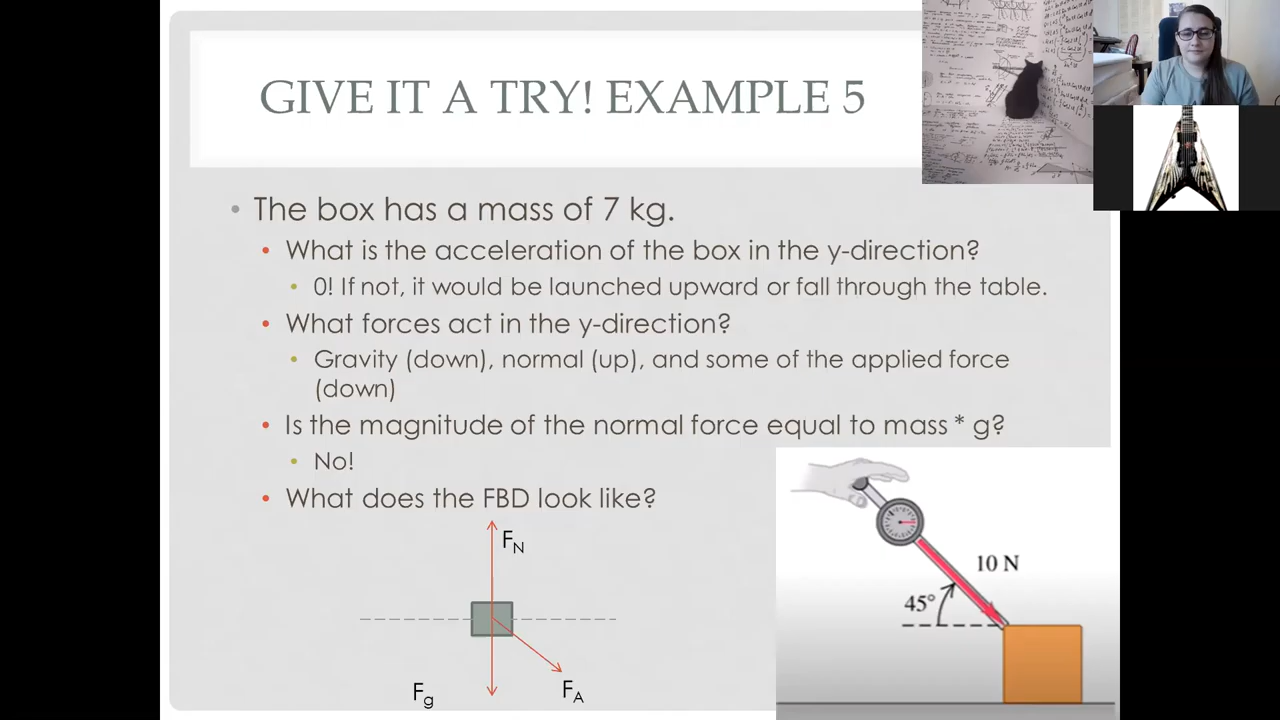 GIVE IT A TRY! EXAMPLE 5
• The box has a mass of 7 kg.
• What is the acceleration of the box in the y-direction?
• 0! If not, it would be launched upward or fall through the table.
• What forces act in the y-direction?
• Gravity (down), normal (up), and some of the applied force
(down)
• Is the magnitude of the normal force equal to mass * g?
• No!
• What does the FBD look like?
FN
Fg
FA
10 N
45°